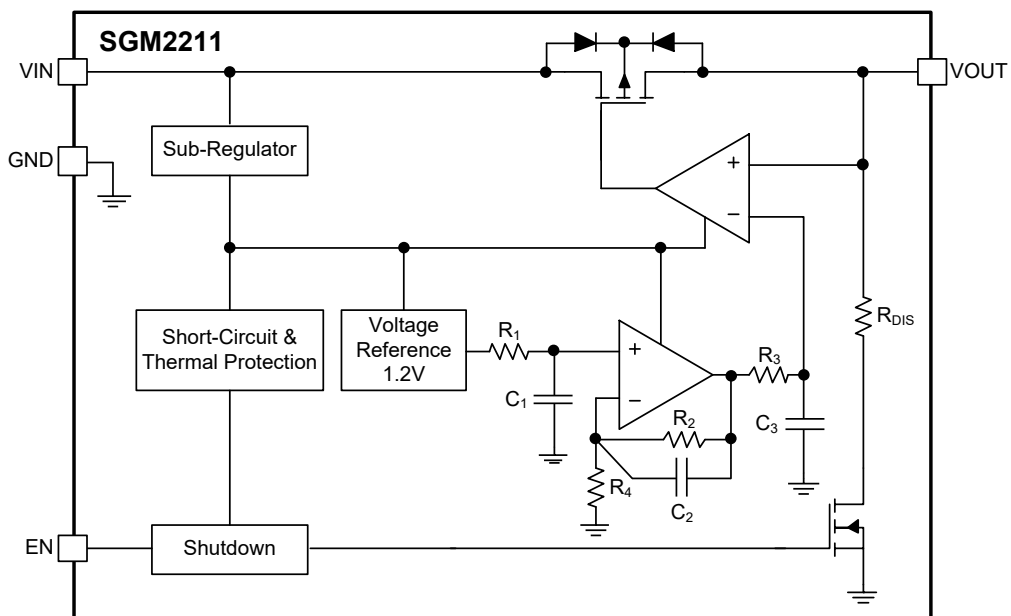 SGM2211
VIN
VOUT
Sub-Regulator
GND
+
−
Short-Circuit &
Thermal Protection
Voltage
Reference
1.2V
R1
+
−
R3
RDIS
C1
R2
C3
R4
C2
EN
Shutdown